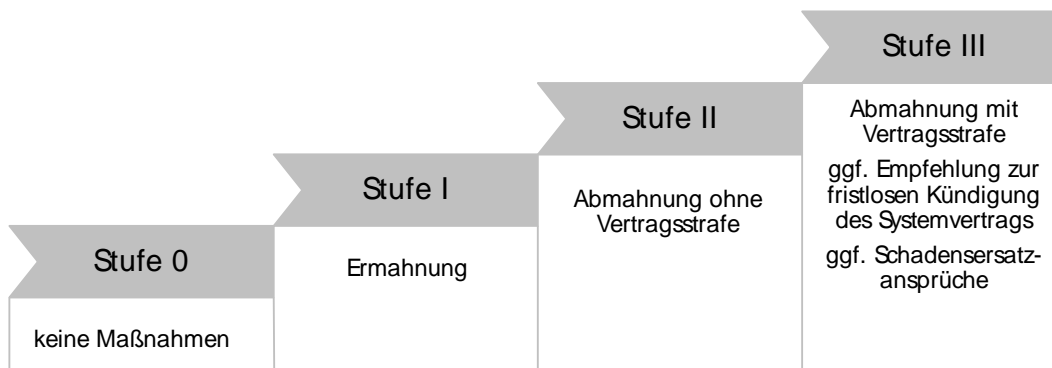 Stufe 0
keine Maßnahmen
Stufe I
Ermahnung
Stufe II
Abmahnung ohne
Vertragsstrafe
Stufe III
Abmahnung mit
Vertragsstrafe
ggf. Empfehlung zur
fristlosen Kündigung
des Systemvertrags
ggf. Schadensersatz-
ansprüche